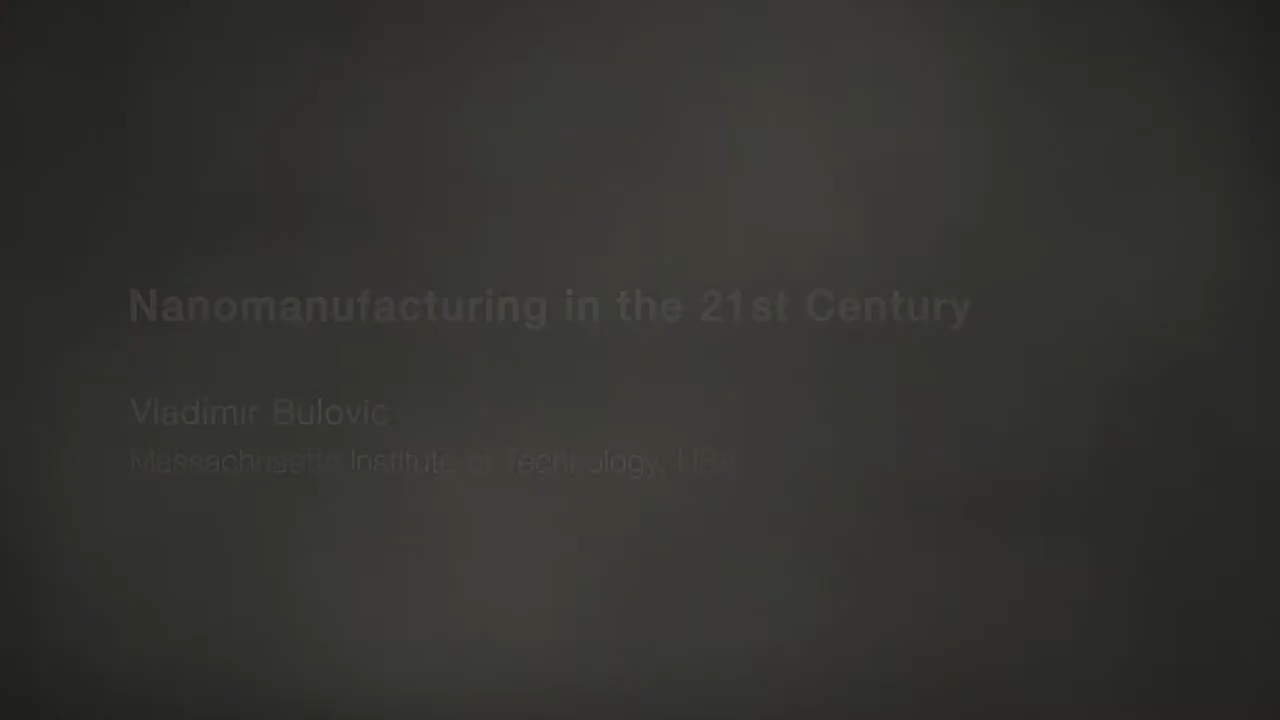 Nanomanufacturing in the 21st Century
Vladimir Bulovic
Massachusetts Institute of Technology, USA